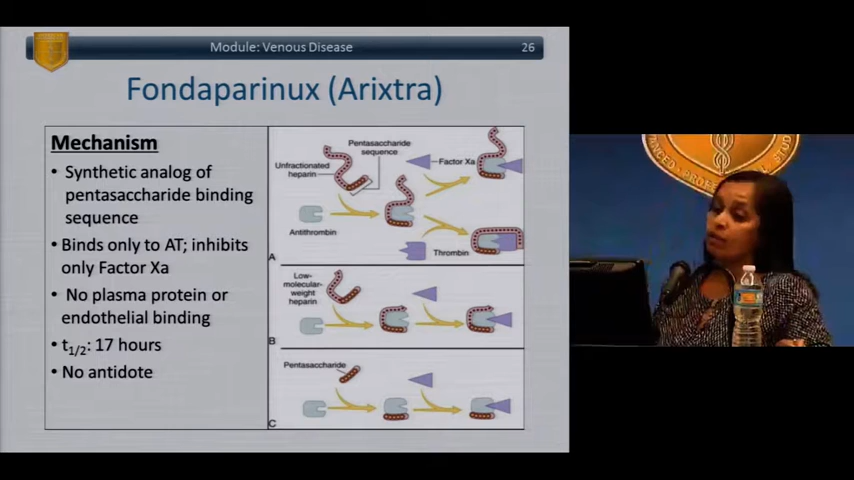 Module: Venous Disease
26
Fondaparinux (Arixtra)
Mechanism
• Synthetic analog of
pentasaccharide binding
sequence
• Binds only to AT; inhibits
only Factor Xa
• No plasma protein or
endothelial binding
• t1/2: 17 hours
• No antidote
Pentasaccharide
sequence
Unfractionated
heparin
Factor Xa
Antithrombin
Thrombin
A
Low-
molecular-
weight
heparin
B
Pentasaccharide
C